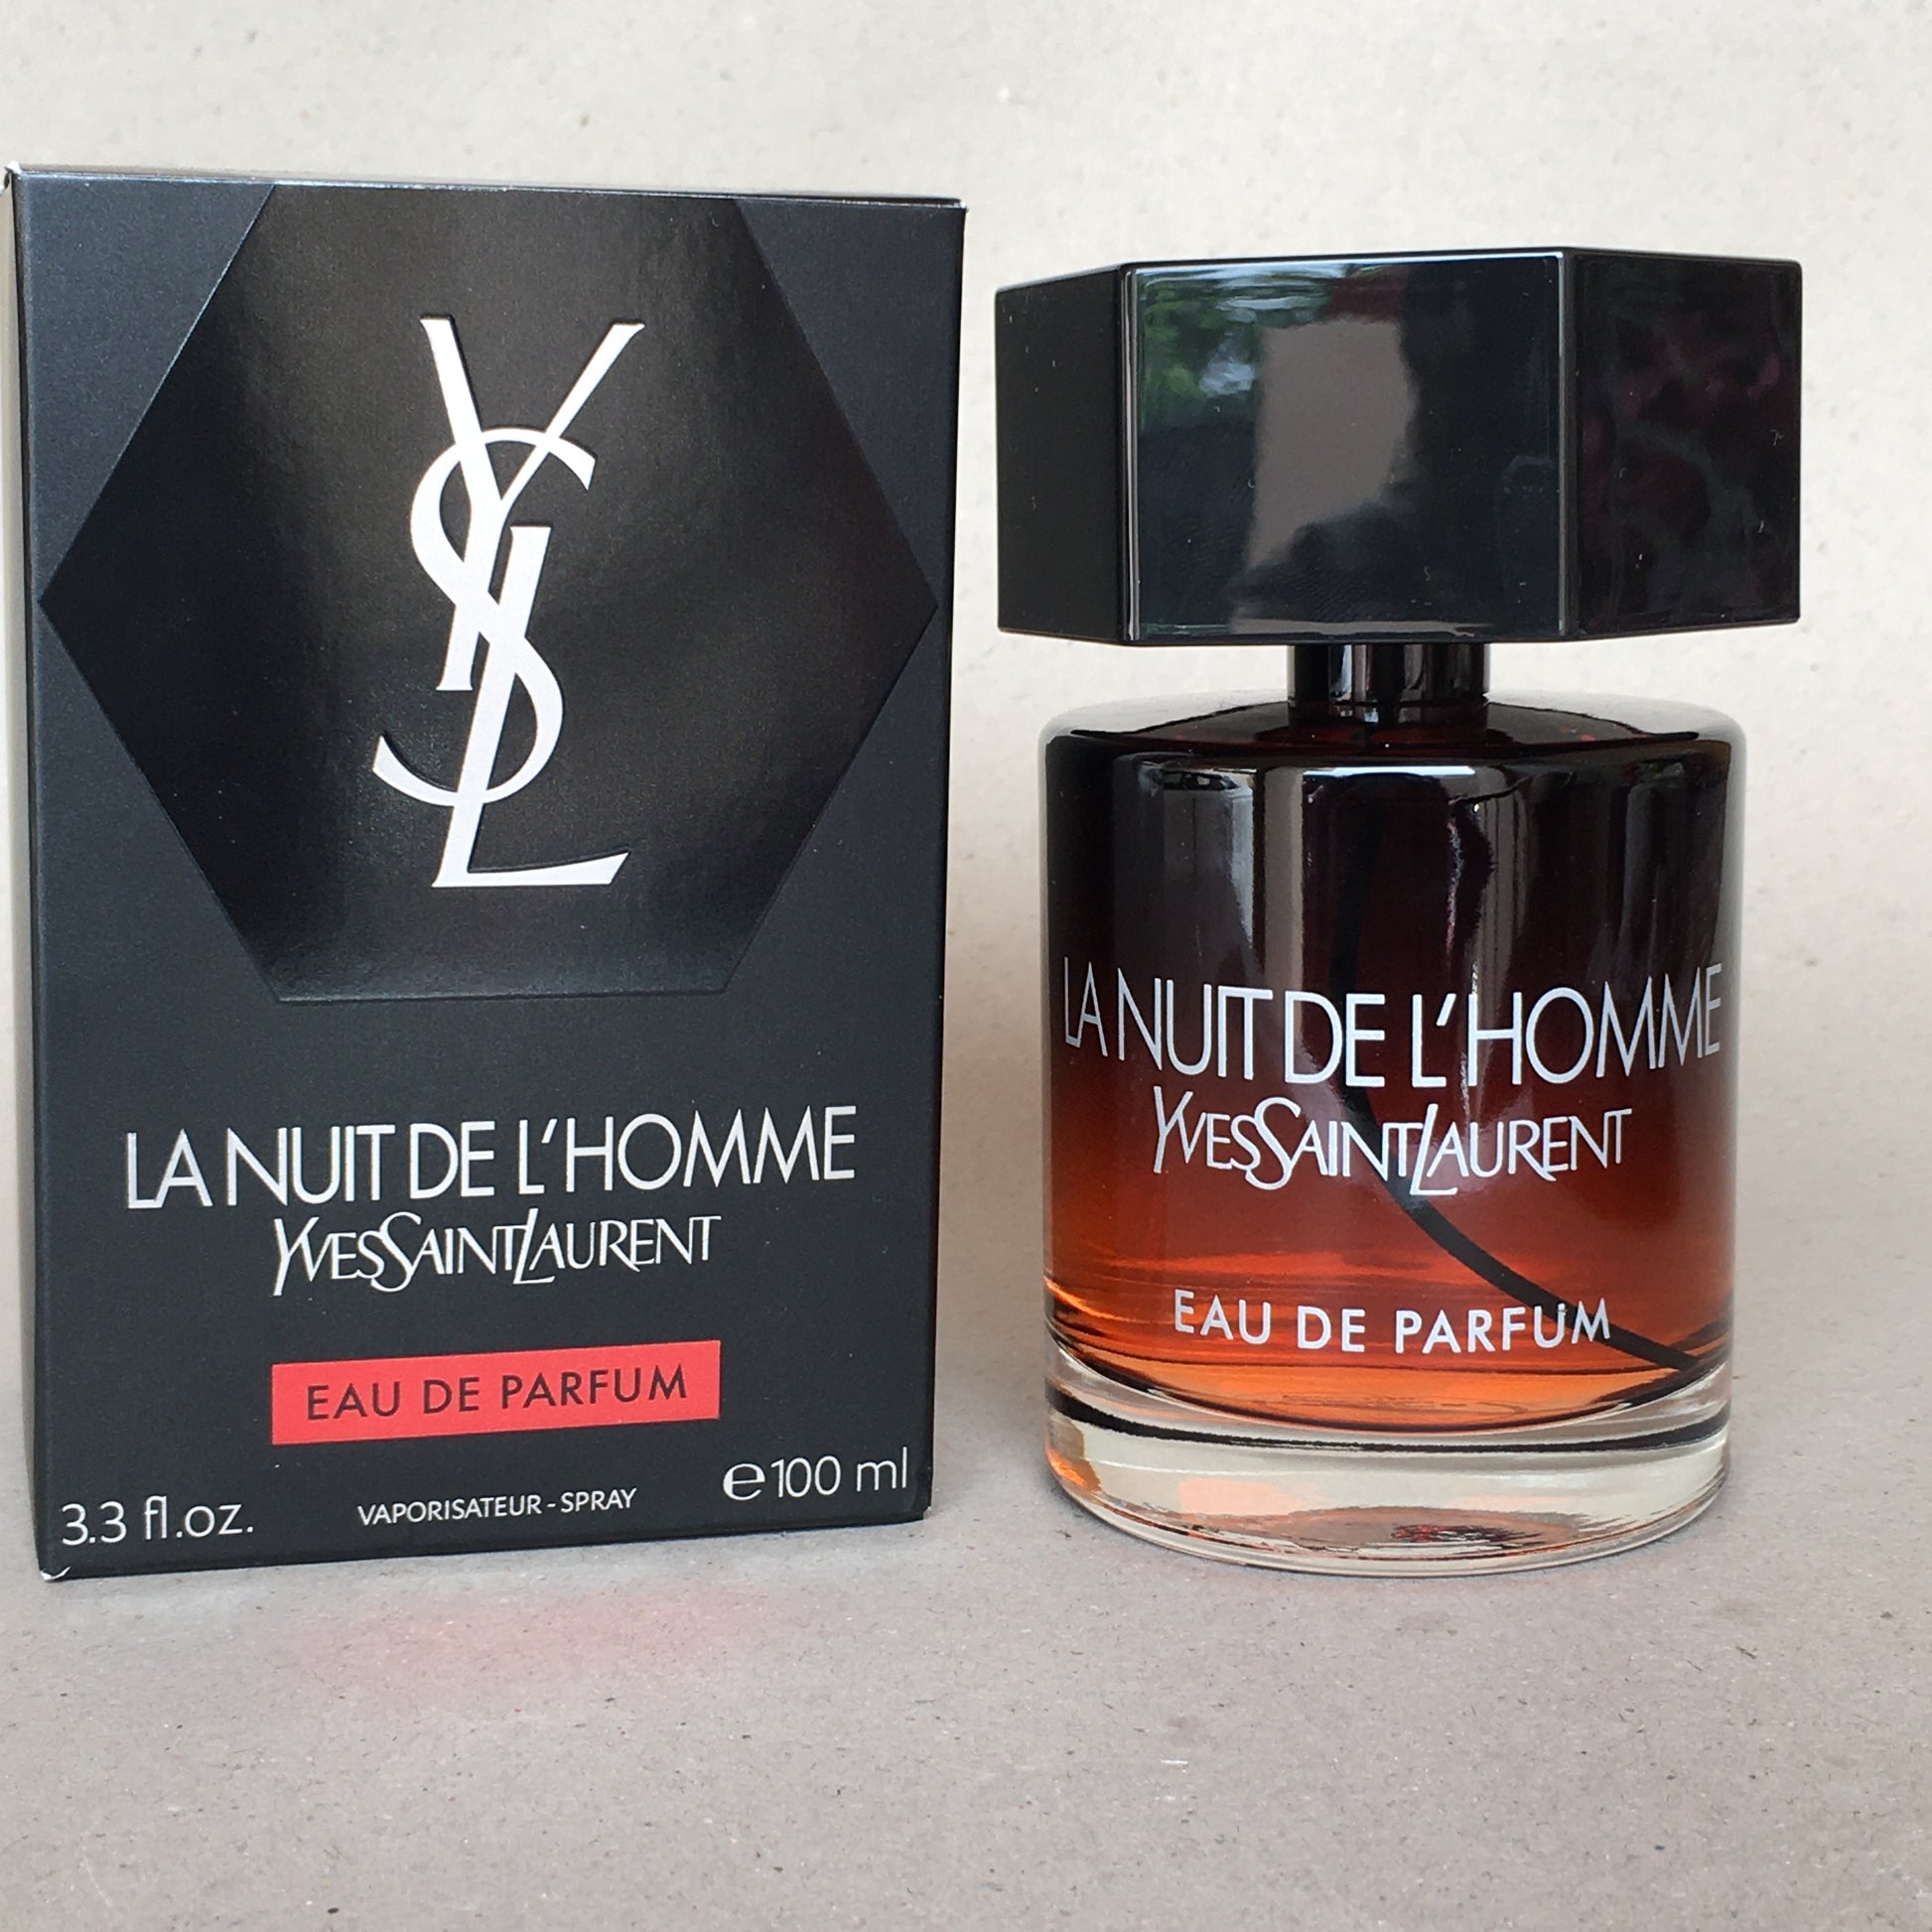 YSL
LA NUIT DE L'HOMME
YVESSAINTLAURENT
EAU DE PARFUM
3.3 fl.oz.
VAPORISATEUR - SPRAY
e100 ml
LA NUIT DE L'HOMME
YVESSAINTLAURENT
EAU DE PARFUM